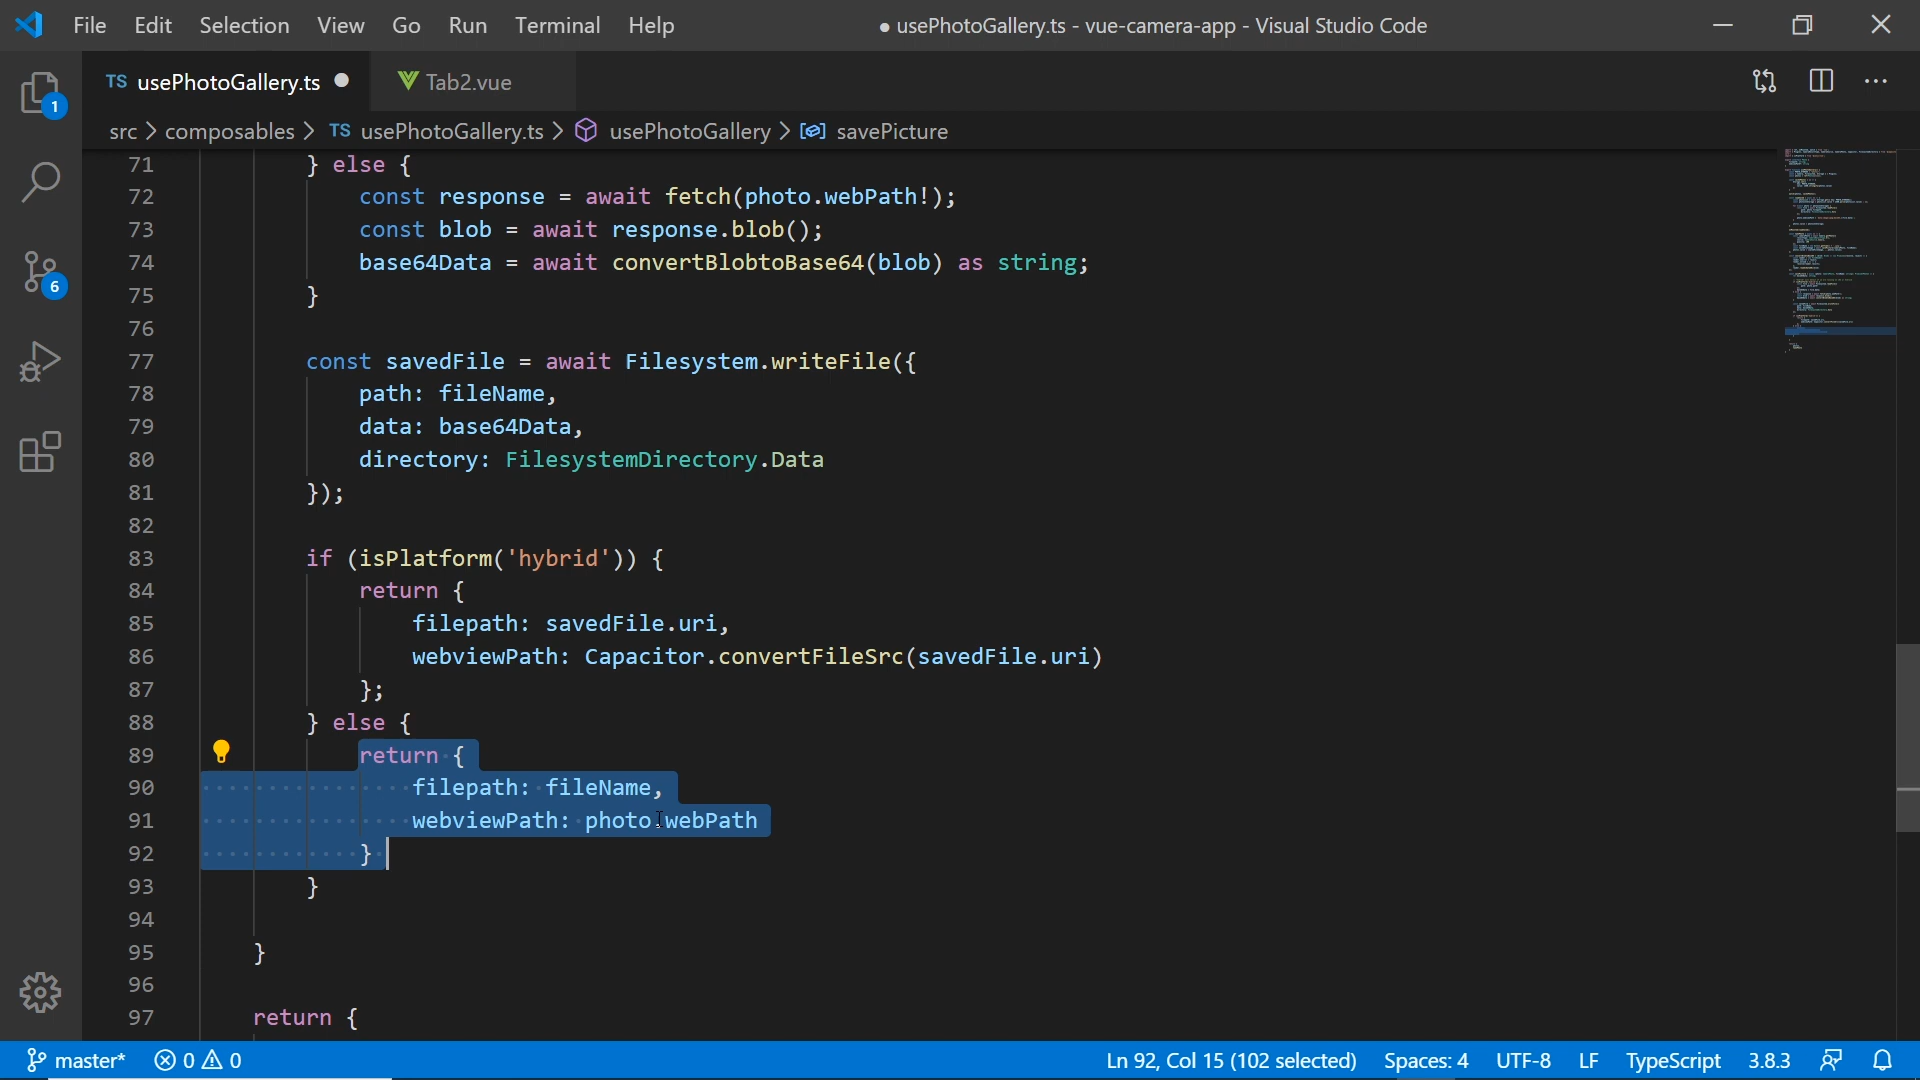 File Edit Selection View Go Run Terminal Help ● usePhotoGallery.ts - vue-camera-app - Visual Studio Code
TS usePhotoGallery.ts ● Tab2.vue
src > composables > TS usePhotoGallery.ts > usePhotoGallery > savePicture
1
6
71 } else {
72 const response = await fetch(photo.webPath!);
73 const blob = await response.blob();
74 base64Data = await convertBlobtoBase64(blob) as string;
75 }
76
77 const savedFile = await Filesystem.writeFile({
78 path: fileName,
79 data: base64Data,
80 directory: FilesystemDirectory.Data
81 });
82
83 if (isPlatform('hybrid')) {
84 return {
85 filepath: savedFile.uri,
86 webviewPath: Capacitor.convertFileSrc(savedFile.uri)
87 };
88 } else {
89 return {
90 filepath: fileName,
91 webviewPath: photo.webPath
92 }
93 }
94
95 }
96
97 return {
master* 0 0 Ln 92, Col 15 (102 selected) Spaces: 4 UTF-8 LF TypeScript 3.8.3